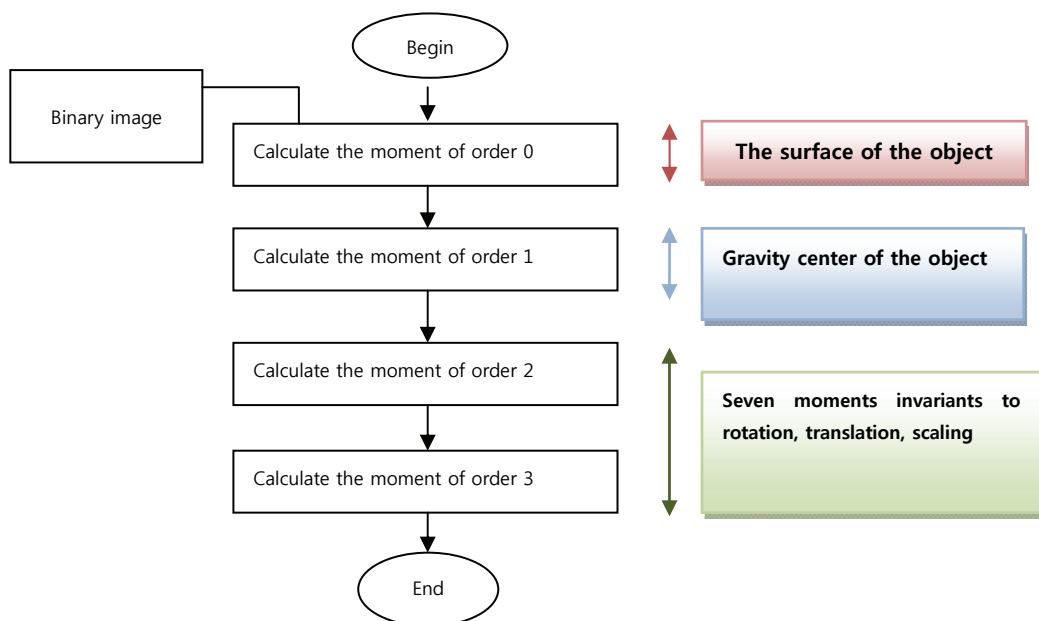 Begin
Binary image
Calculate the moment of order 0
The surface of the object
Calculate the moment of order 1
Gravity center of the object
Calculate the moment of order 2
Seven moments invariants to
rotation, translation, scaling
Calculate the moment of order 3
End